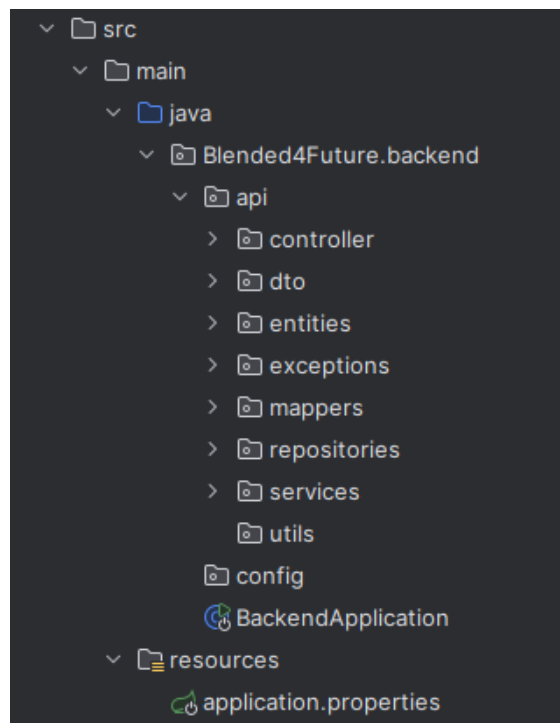 src
main
java
Blended4Future.backend
api
controller
dto
entities
exceptions
mappers
repositories
services
utils
config
BackendApplication
resources
application.properties